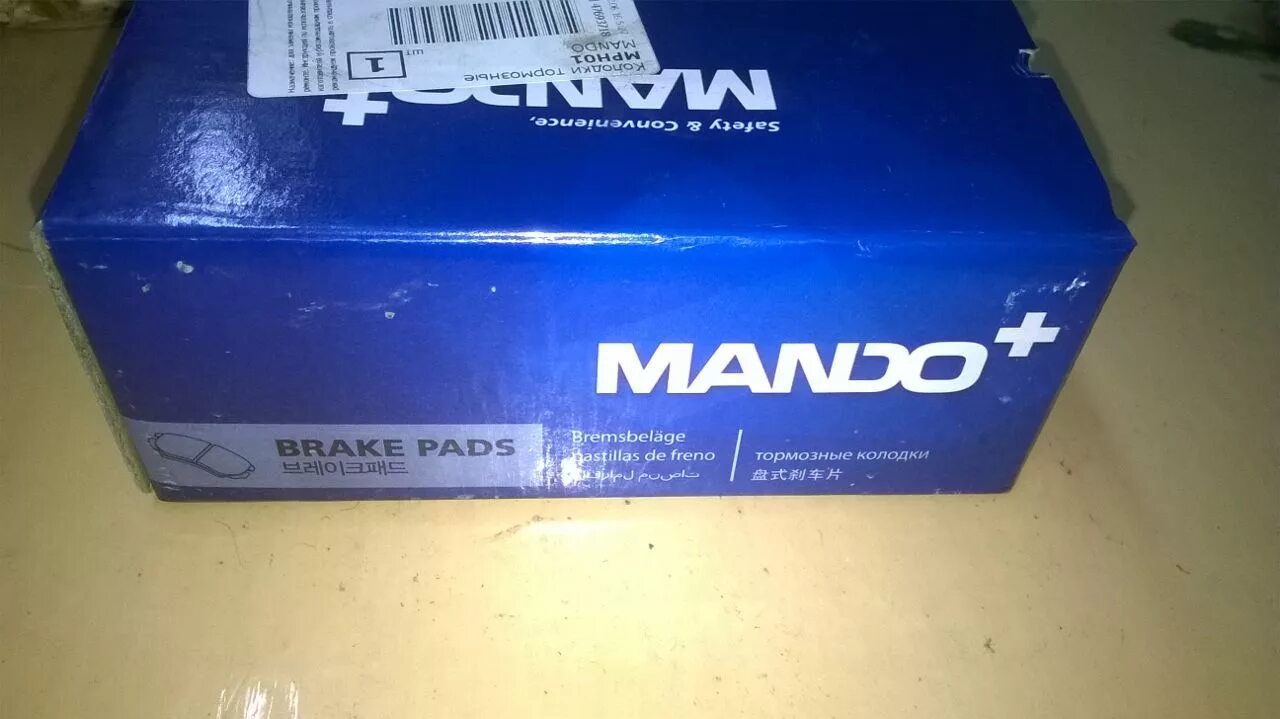 Колодки тормозные
MPH01
MANDO
1
ШТ
MANDO+
Safety & Convenience,
MANDO+
BRAKE PADS
브레이크패드
Bremsbeläge
pastillas de freno
тормозные колодки
盘式刹车片